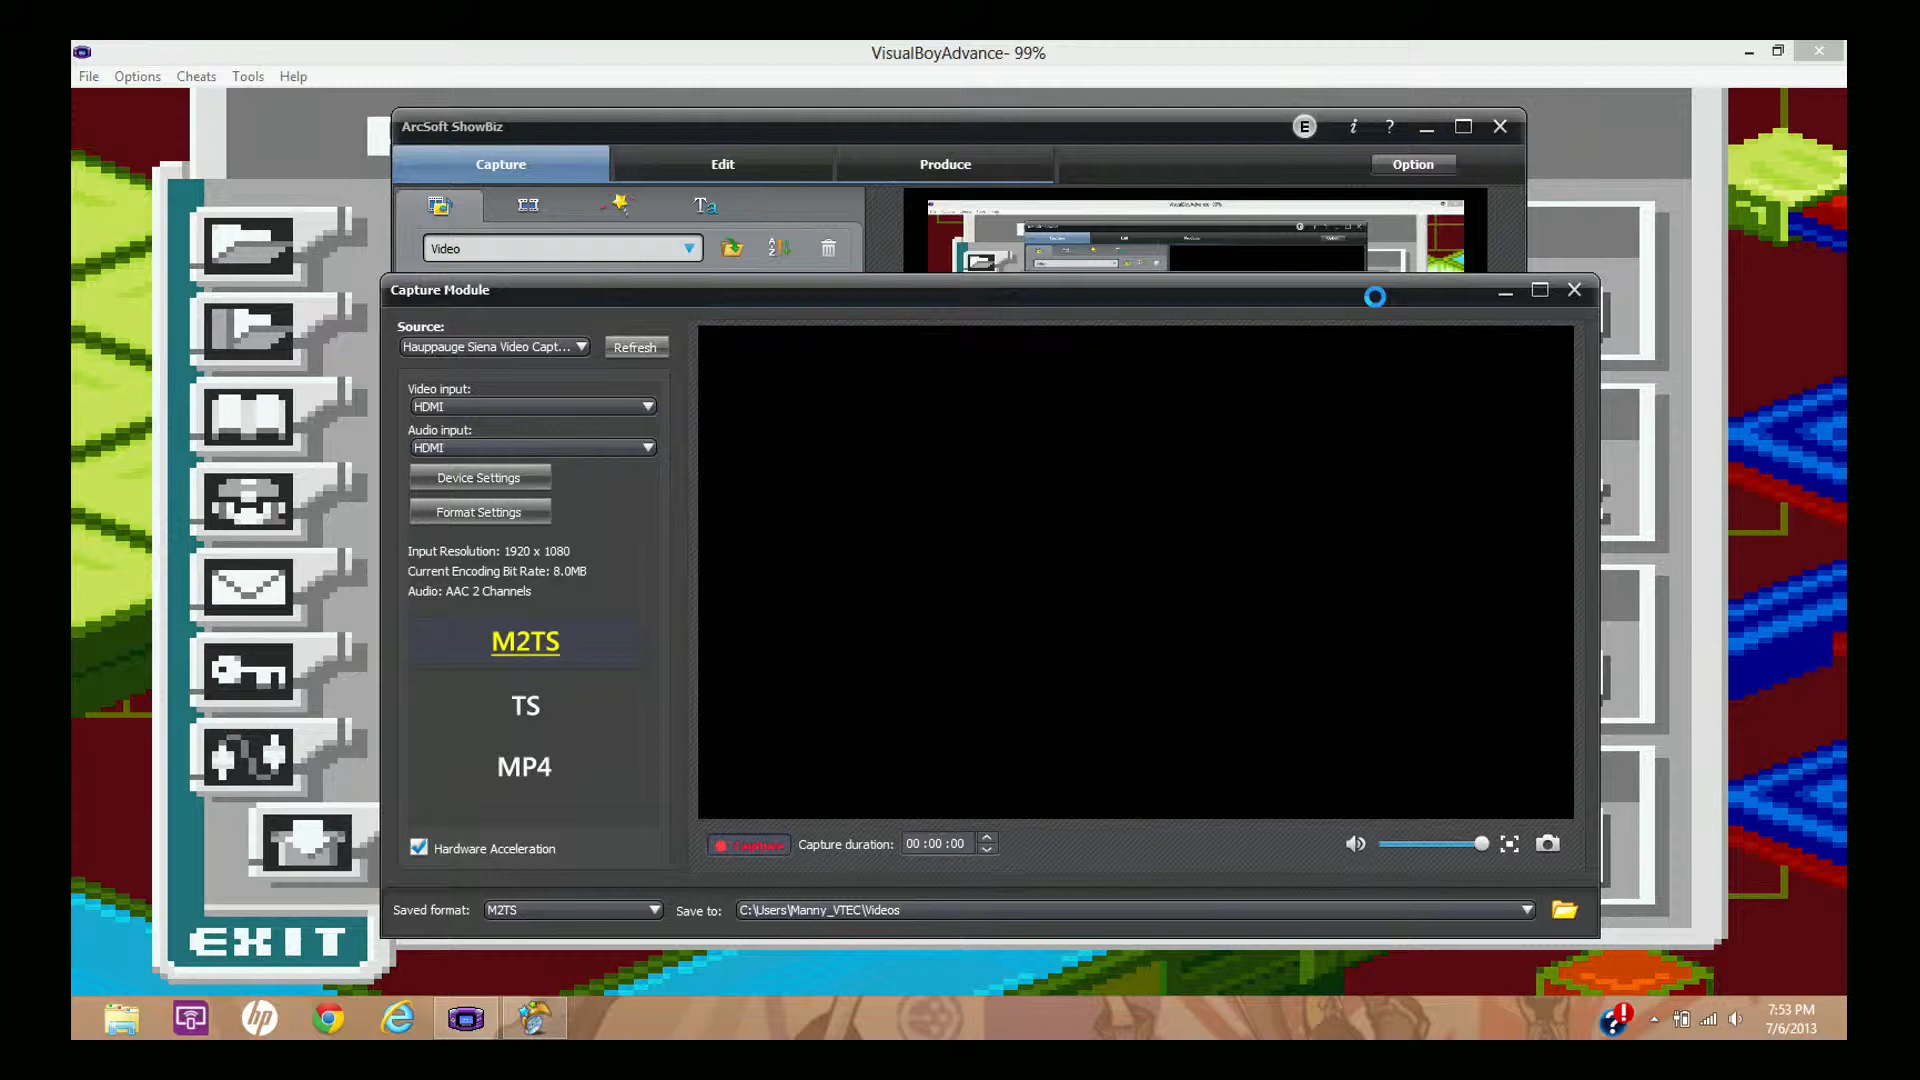 VisualBoyAdvance- 99%
File Options Cheats Tools Help
ArcSoft ShowBiz
E i ?
Capture Edit Produce Option
Ta
Video
Capture Module
Source:
Hauppauge Siena Video Capt... Refresh
Video input:
HDMI
Audio input:
HDMI
Device Settings
Format Settings
Input Resolution: 1920 x 1080
Current Encoding Bit Rate: 8.0MB
Audio: AAC 2 Channels
M2TS
TS
MP4
Hardware Acceleration
Capture Capture duration: 00 :00 :00
Saved format: M2TS Save to: C:\Users\Manny_VTEC\Videos
EXIT
hp
7:53 PM
7/6/2013